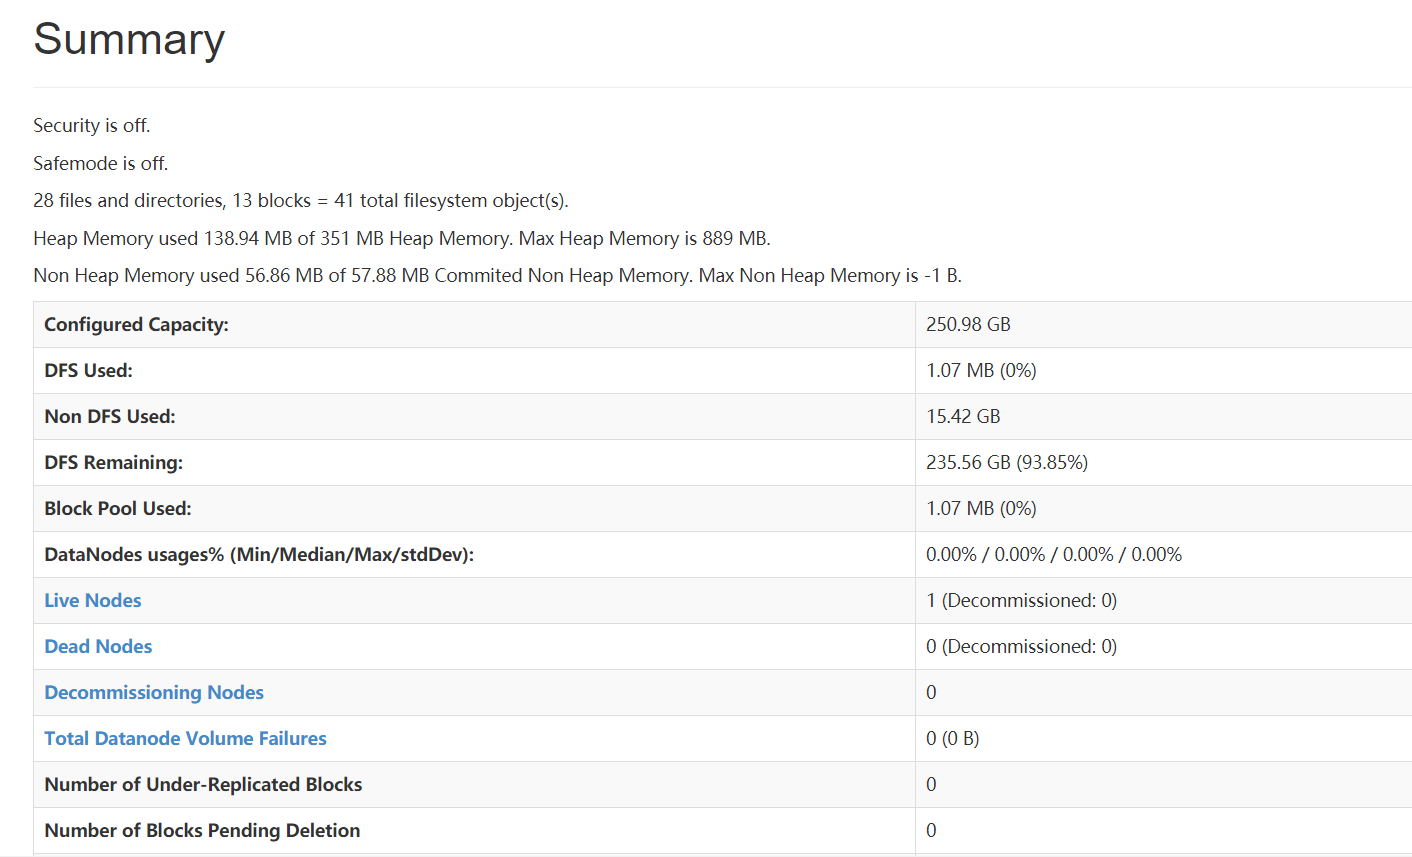 Summary
Security is off.
Safemode is off.
28 files and directories, 13 blocks = 41 total filesystem object(s).
Heap Memory used 138.94 MB of 351 MB Heap Memory. Max Heap Memory is 889 MB.
Non Heap Memory used 56.86 MB of 57.88 MB Commited Non Heap Memory. Max Non Heap Memory is -1 B.
Configured Capacity: 250.98 GB
DFS Used: 1.07 MB (0%)
Non DFS Used: 15.42 GB
DFS Remaining: 235.56 GB (93.85%)
Block Pool Used: 1.07 MB (0%)
DataNodes usages% (Min/Median/Max/stdDev): 0.00% / 0.00% / 0.00% / 0.00%
Live Nodes 1 (Decommissioned: 0)
Dead Nodes 0 (Decommissioned: 0)
Decommissioning Nodes 0
Total Datanode Volume Failures 0 (0 B)
Number of Under-Replicated Blocks 0
Number of Blocks Pending Deletion 0